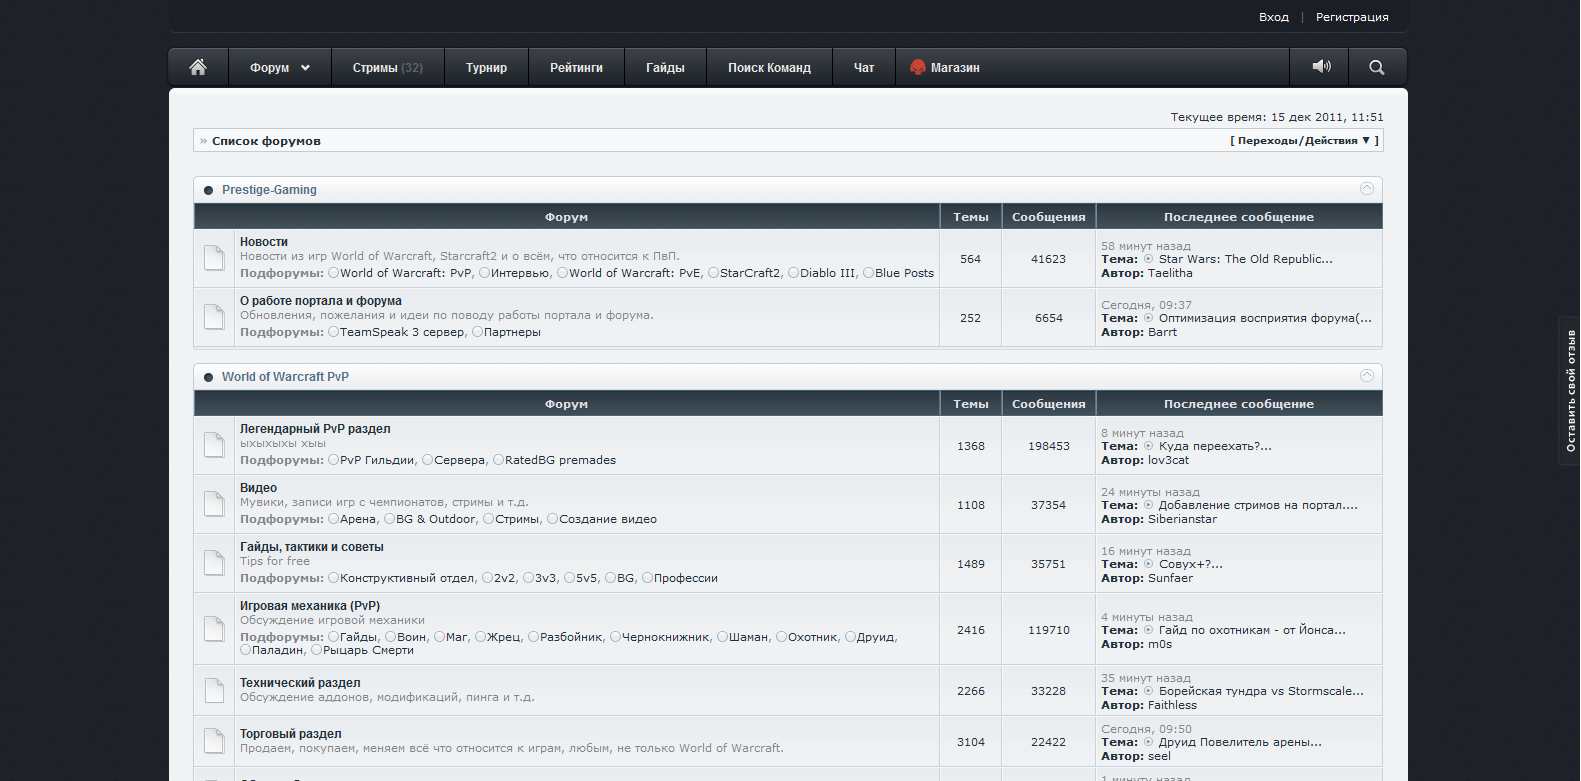 Вход | Регистрация
Форум Стримы (32) Турнир Рейтинги Гайды Поиск Команд Чат Магазин
Текущее время: 15 дек 2011, 11:51
» Список форумов [ Переходы/Действия ▼ ]
Prestige-Gaming
Форум Темы Сообщения Последнее сообщение
Новости
Новости из игр World of Warcraft, Starcraft2 и о всём, что относится к ПвП.
Подфорумы: World of Warcraft: PvP, Интервью, World of Warcraft: PvE, StarCraft2, Diablo III, Blue Posts
564 41623
58 минут назад
Тема: Star Wars: The Old Republic...
Автор: Taelitha
О работе портала и форума
Обновления, пожелания и идеи по поводу работы портала и форума.
Подфорумы: TeamSpeak 3 сервер, Партнеры
252 6654
Сегодня, 09:37
Тема: Оптимизация восприятия форума(...
Автор: Barrt
World of Warcraft PvP
Форум Темы Сообщения Последнее сообщение
Легендарный PvP раздел
ыхыхыхы хыы
Подфорумы: PvP Гильдии, Сервера, RatedBG premades
1368 198453
8 минут назад
Тема: Куда переехать?...
Автор: lov3cat
Видео
Мувики, записи игр с чемпионатов, стримы и т.д.
Подфорумы: Арена, BG & Outdoor, Стримы, Создание видео
1108 37354
24 минуты назад
Тема: Добавление стримов на портал....
Автор: Siberianstar
Гайды, тактики и советы
Tips for free
Подфорумы: Конструктивный отдел, 2v2, 3v3, 5v5, BG, Профессии
1489 35751
16 минут назад
Тема: Совух+?...
Автор: Sunfaer
Игровая механика (PvP)
Обсуждение игровой механики
Подфорумы: Гайды, Воин, Маг, Жрец, Разбойник, Чернокнижник, Шаман, Охотник, Друид,
Паладин, Рыцарь Смерти
2416 119710
4 минуты назад
Тема: Гайд по охотникам - от Йонса...
Автор: m0s
Технический раздел
Обсуждение аддонов, модификаций, пинга и т.д.
2266 33228
35 минут назад
Тема: Борейская тундра vs Stormscale...
Автор: Faithless
Торговый раздел
Продаем, покупаем, меняем всё что относится к играм, любым, не только World of Warcraft.
3104 22422
Сегодня, 09:50
Тема: Друид Повелитель арены...
Автор: seel
1 минуту назад
Оставить свой отзыв